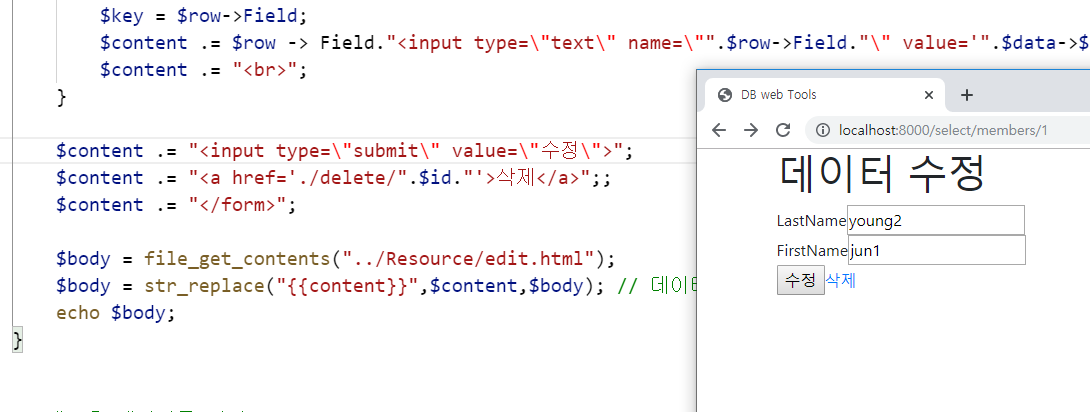 $key = $row->Field;
$content .= $row -> Field."<input type=\"text\" name=\"".$row->Field."\" value='".$data->$
$content .= "<br>";
}
$content .= "<input type=\"submit\" value=\"수정\">";
$content .= "<a href='./delete/".$id."'>삭제</a>";;
$content .= "</form>";
$body = file_get_contents("../Resource/edit.html");
$body = str_replace("{{content}}",$content,$body); // 데이터
echo $body;
}
DB web Tools
localhost:8000/select/members/1
데이터 수정
LastName young2
FirstName jun1
수정 삭제